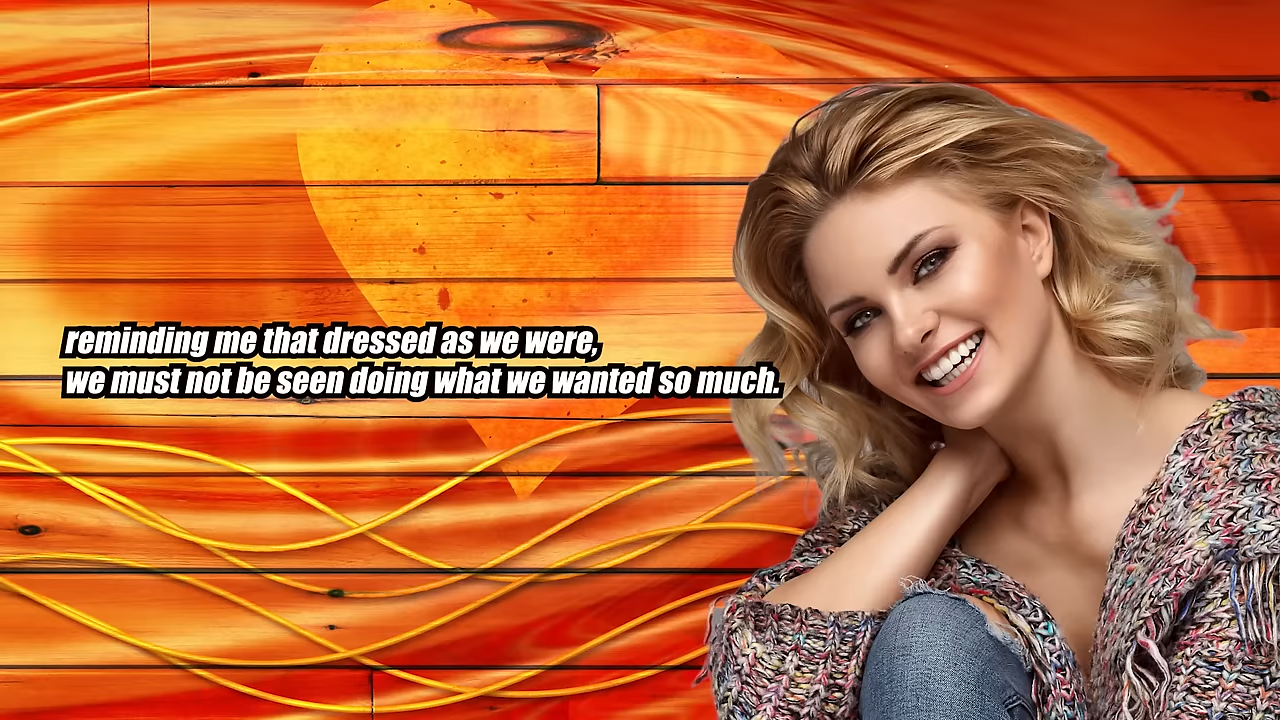 reminding me that dressed as we were,
we must not be seen doing what we wanted so much.